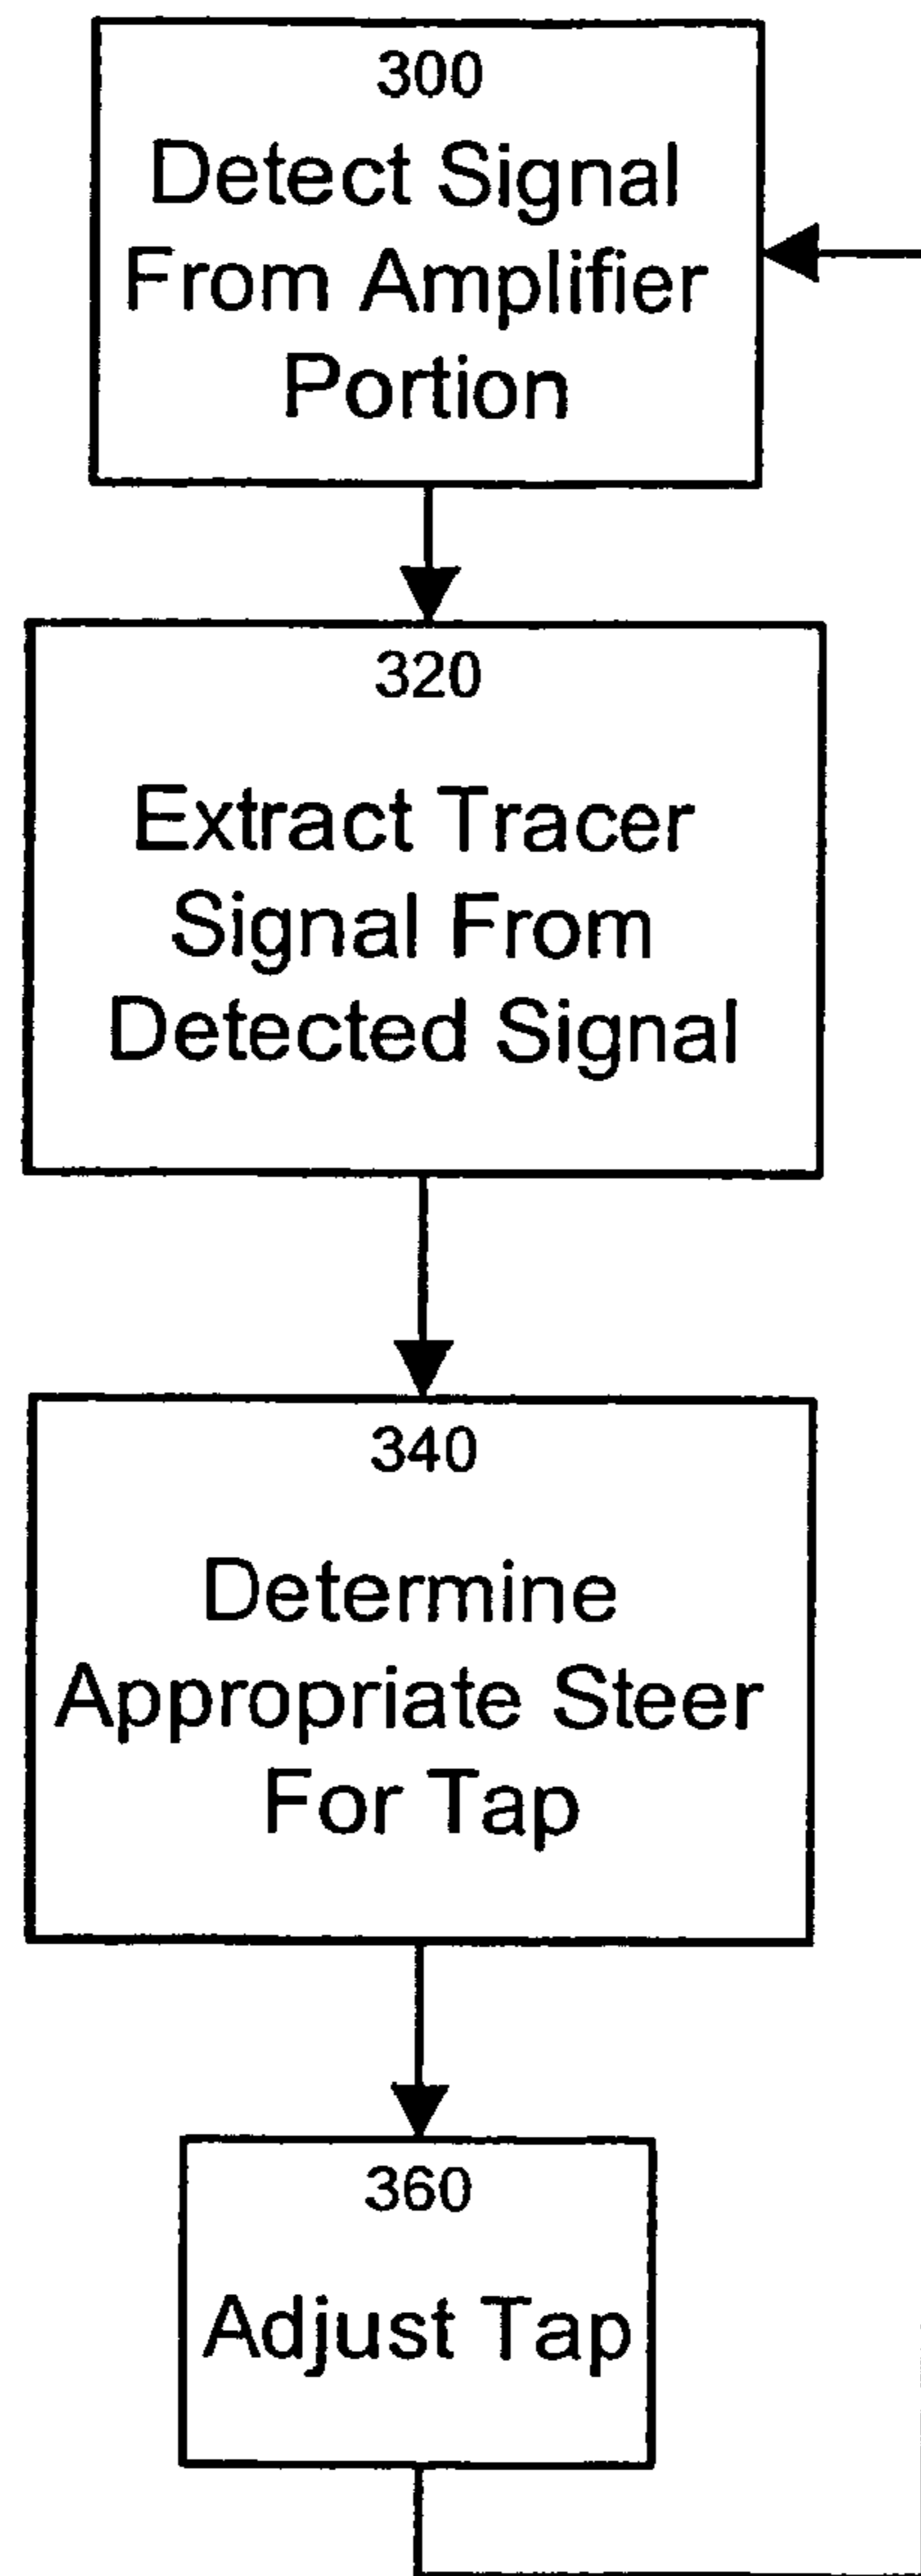 300
Detect Signal
From Amplifier
Portion
320
Extract Tracer
Signal From
Detected Signal
340
Determine
Appropriate Steer
For Tap
360
Adjust Tap